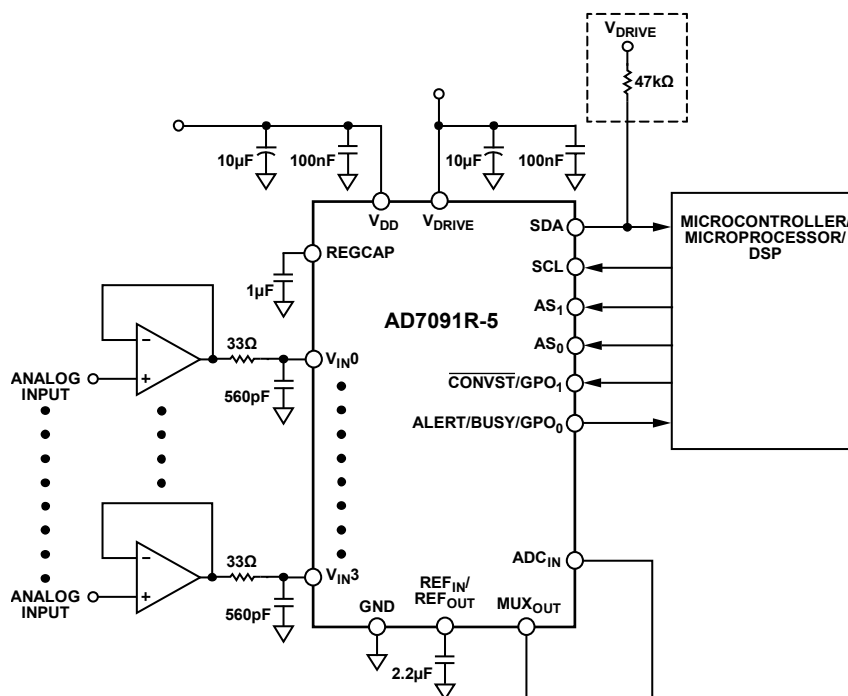 VDRIVE
47kΩ
10µF
100nF
10µF
100nF
VDD
VDRIVE
REGCAP
1µF
AD7091R-5
SDA
SCL
AS1
AS0
CONVST/GPO1
ALERT/BUSY/GPO0
MICROCONTROLLER/
MICROPROCESSOR/
DSP
33Ω
VIN0
560pF
ANALOG
INPUT
−
+
33Ω
VIN3
560pF
ANALOG
INPUT
−
+
ADCIN
GND
REFIN/
REFOUT
MUXOUT
2.2µF